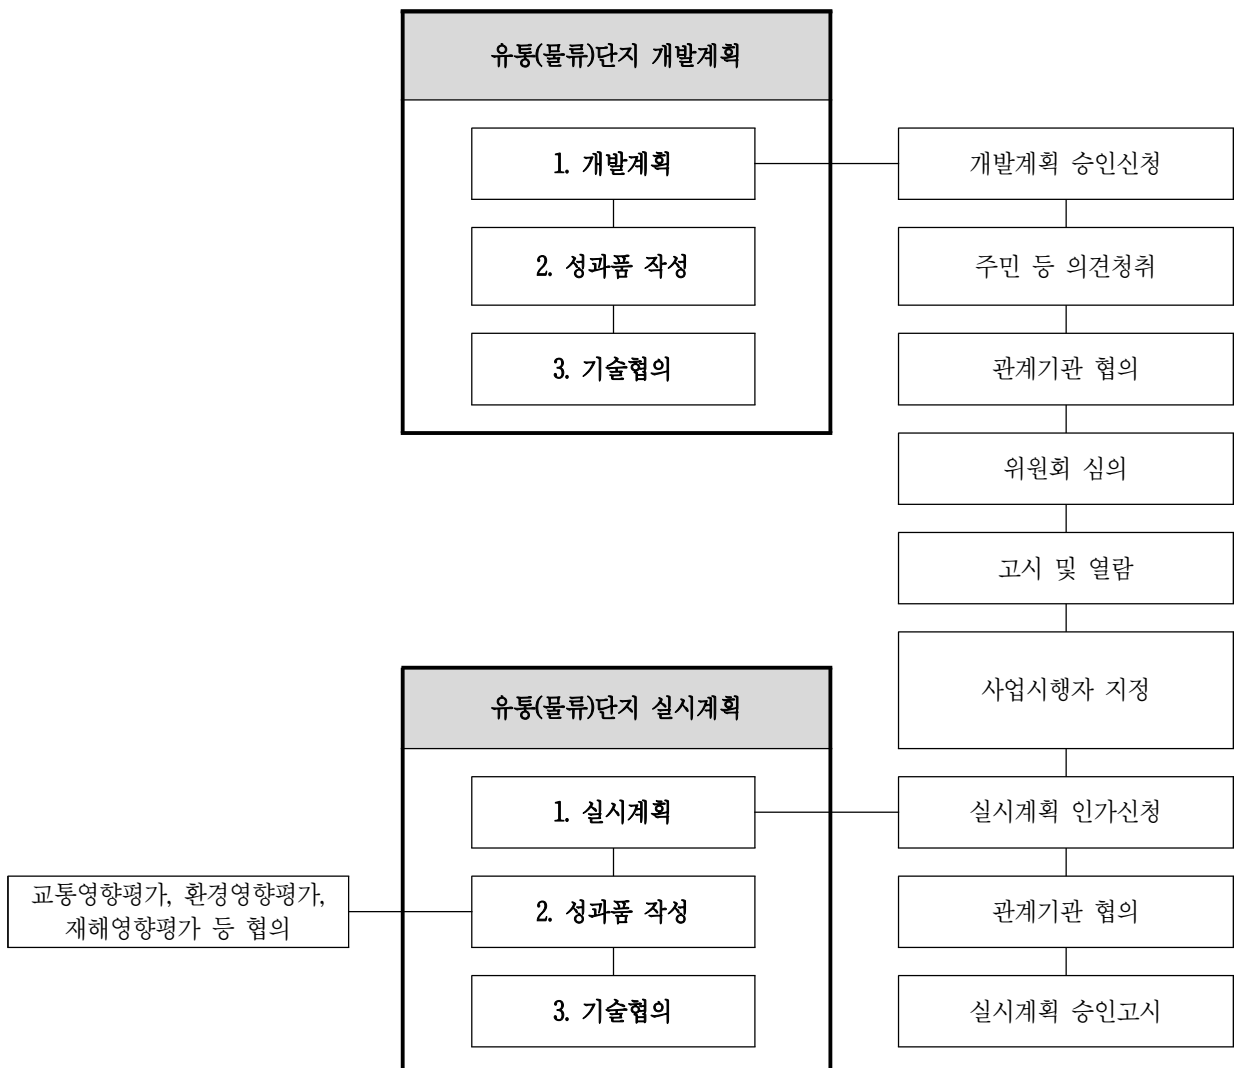 유통(물류)단지 개발계획
1. 개발계획
개발계획 승인신청
2. 성과품 작성
주민 등 의견청취
3. 기술협의
관계기관 협의
위원회 심의
고시 및 열람
사업시행자 지정
유통(물류)단지 실시계획
1. 실시계획
실시계획 인가신청
교통영향평가, 환경영향평가,
재해영향평가 등 협의
2. 성과품 작성
관계기관 협의
3. 기술협의
실시계획 승인고시